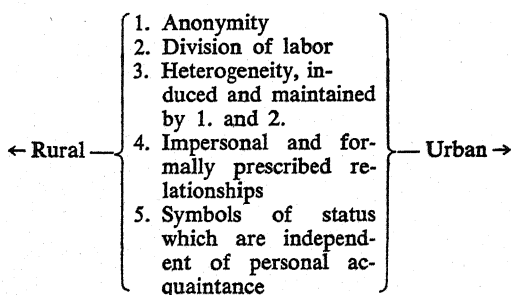 1. Anonymity
2. Division of labor
3. Heterogeneity, in-
duced and maintained
by 1. and 2.
← Rural — 4. Impersonal and for- — Urban →
mally prescribed re-
lationships
5. Symbols of status
which are independ-
ent of personal ac-
quaintance